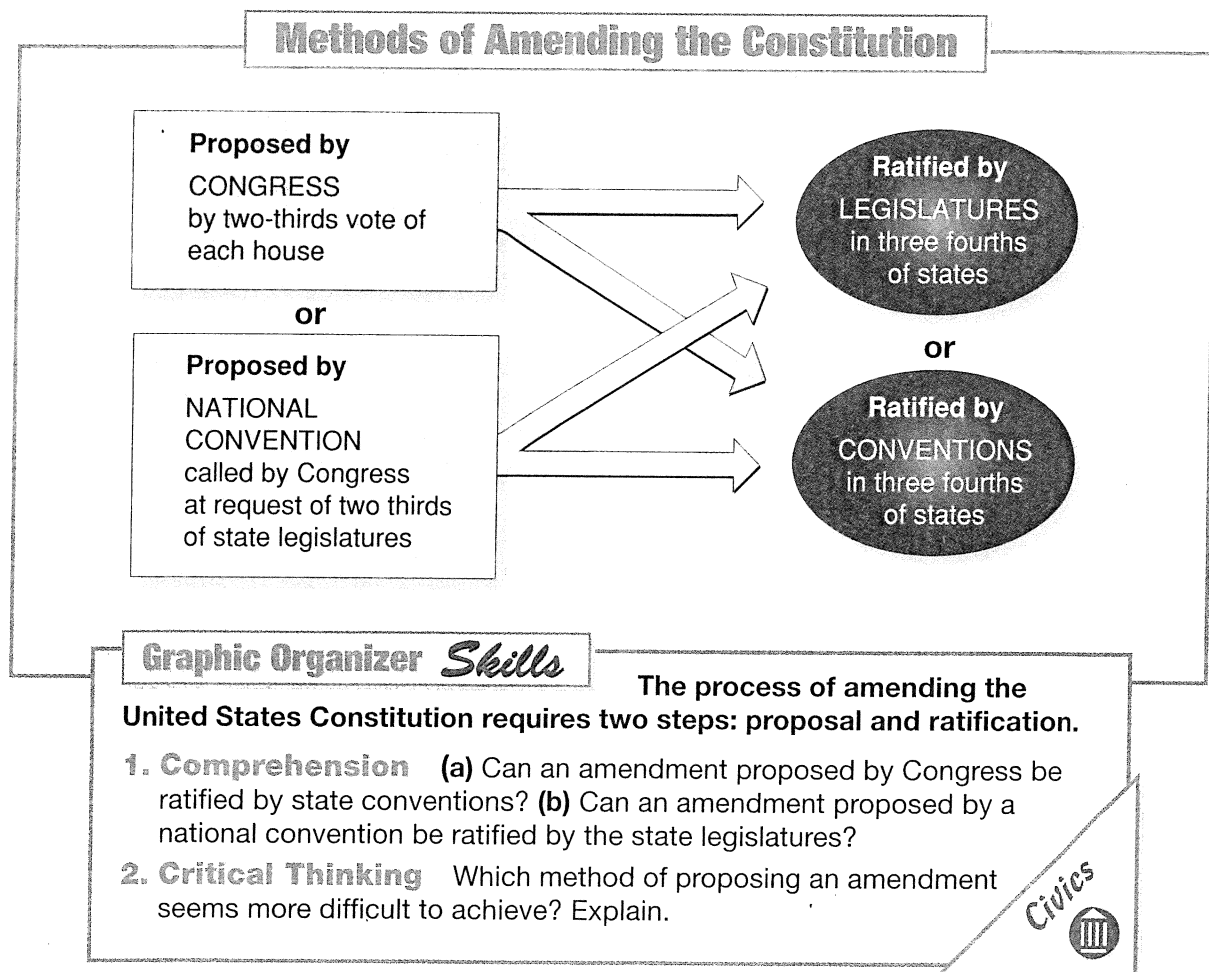 Methods of Amending the Constitution
Proposed by
CONGRESS
by two-thirds vote of
each house
or
Proposed by
NATIONAL
CONVENTION
called by Congress
at request of two thirds
of state legislatures
Ratified by
LEGISLATURES
in three fourths
of states
or
Ratified by
CONVENTIONS
in three fourths
of states
Graphic Organizer Skills
The process of amending the
United States Constitution requires two steps: proposal and ratification.
1. Comprehension (a) Can an amendment proposed by Congress be
ratified by state conventions? (b) Can an amendment proposed by a
national convention be ratified by the state legislatures?
2. Critical Thinking Which method of proposing an amendment
seems more difficult to achieve? Explain.
Civics